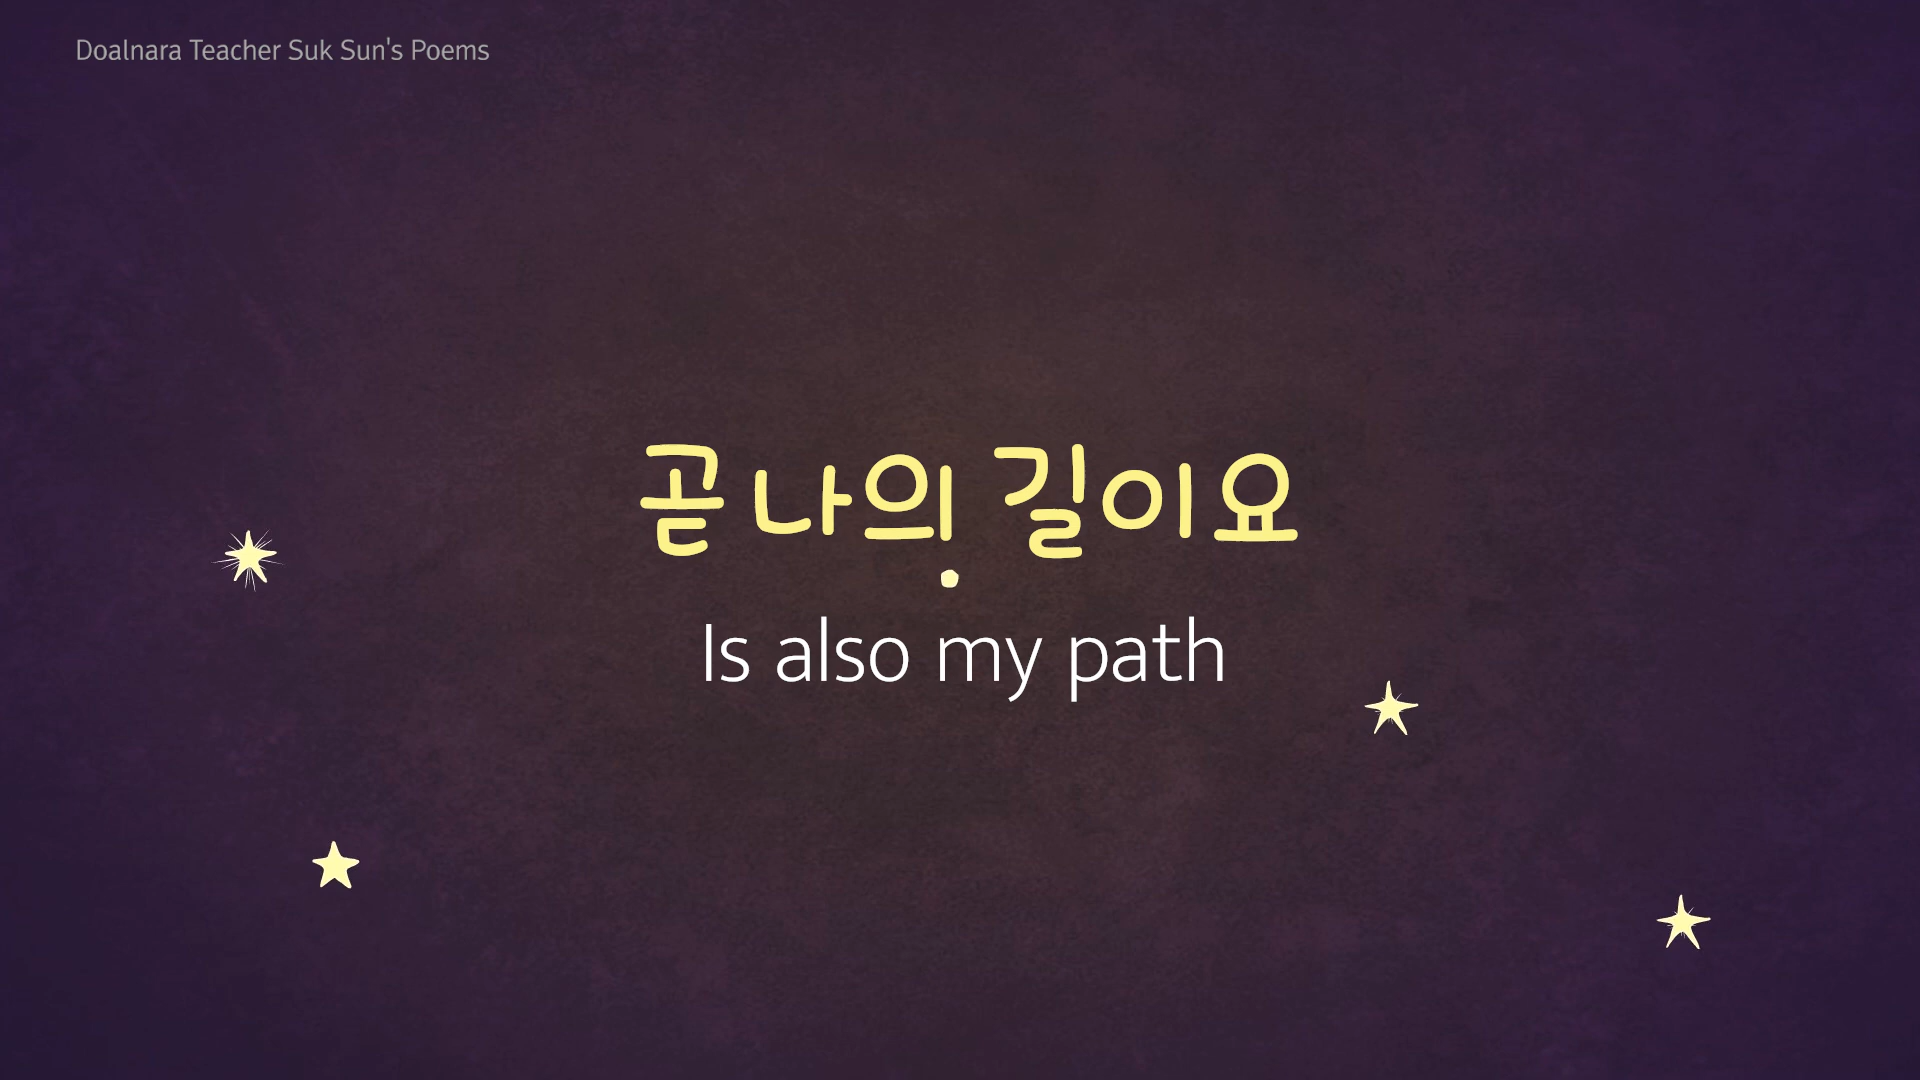 Doalnara Teacher Suk Sun's Poems
곧 나의 길이요
Is also my path